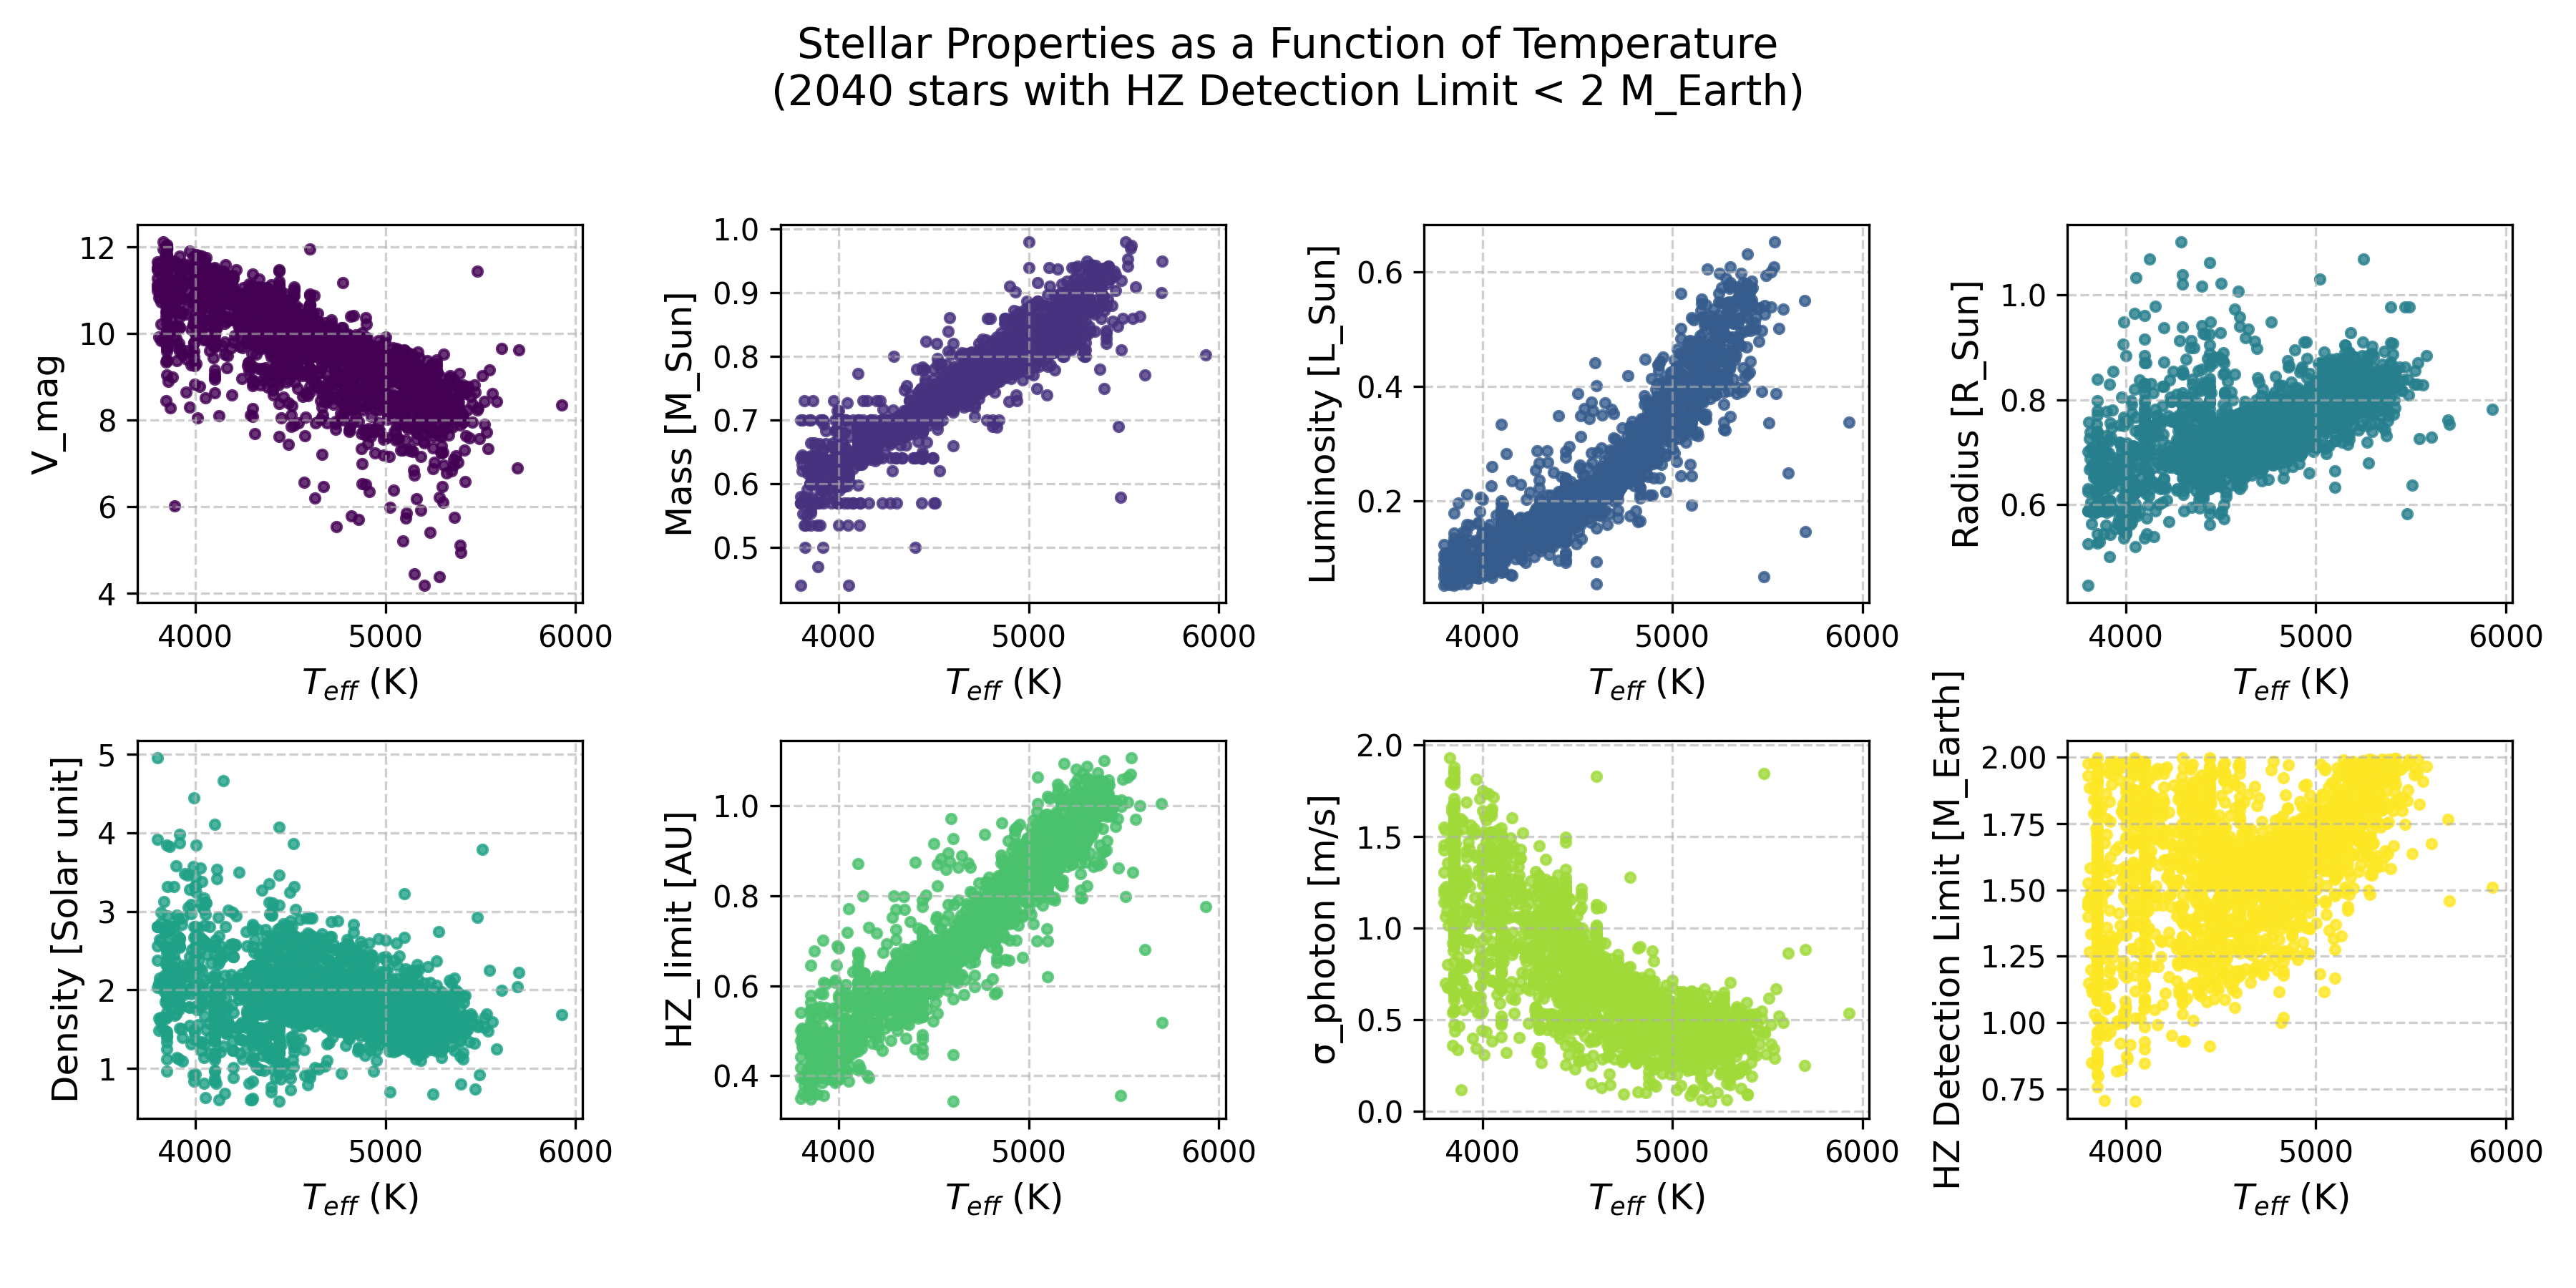 Stellar Properties as a Function of Temperature
(2040 stars with HZ Detection Limit < 2 M_Earth)
V_mag
12
10
8
6
4
4000 5000 6000
T_eff (K)
Mass [M_Sun]
1.0
0.9
0.8
0.7
0.6
0.5
4000 5000 6000
T_eff (K)
Luminosity [L_Sun]
0.6
0.4
0.2
4000 5000 6000
T_eff (K)
Radius [R_Sun]
1.0
0.8
0.6
4000 5000 6000
T_eff (K)
Density [Solar unit]
5
4
3
2
1
4000 5000 6000
T_eff (K)
HZ_limit [AU]
1.0
0.8
0.6
0.4
4000 5000 6000
T_eff (K)
σ_photon [m/s]
2.0
1.5
1.0
0.5
0.0
4000 5000 6000
T_eff (K)
HZ Detection Limit [M_Earth]
2.00
1.75
1.50
1.25
1.00
0.75
4000 5000 6000
T_eff (K)